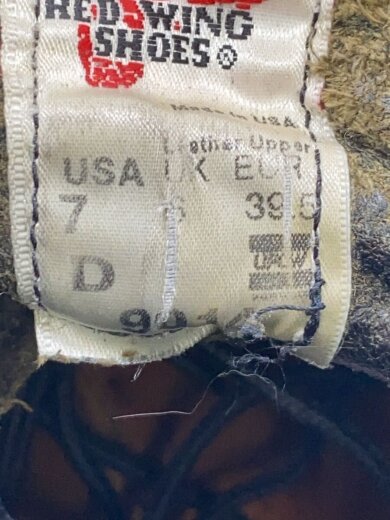 RED WING
SHOES®
Made in USA
Leather Upper
USA UK EUR
7 6 39.5
D